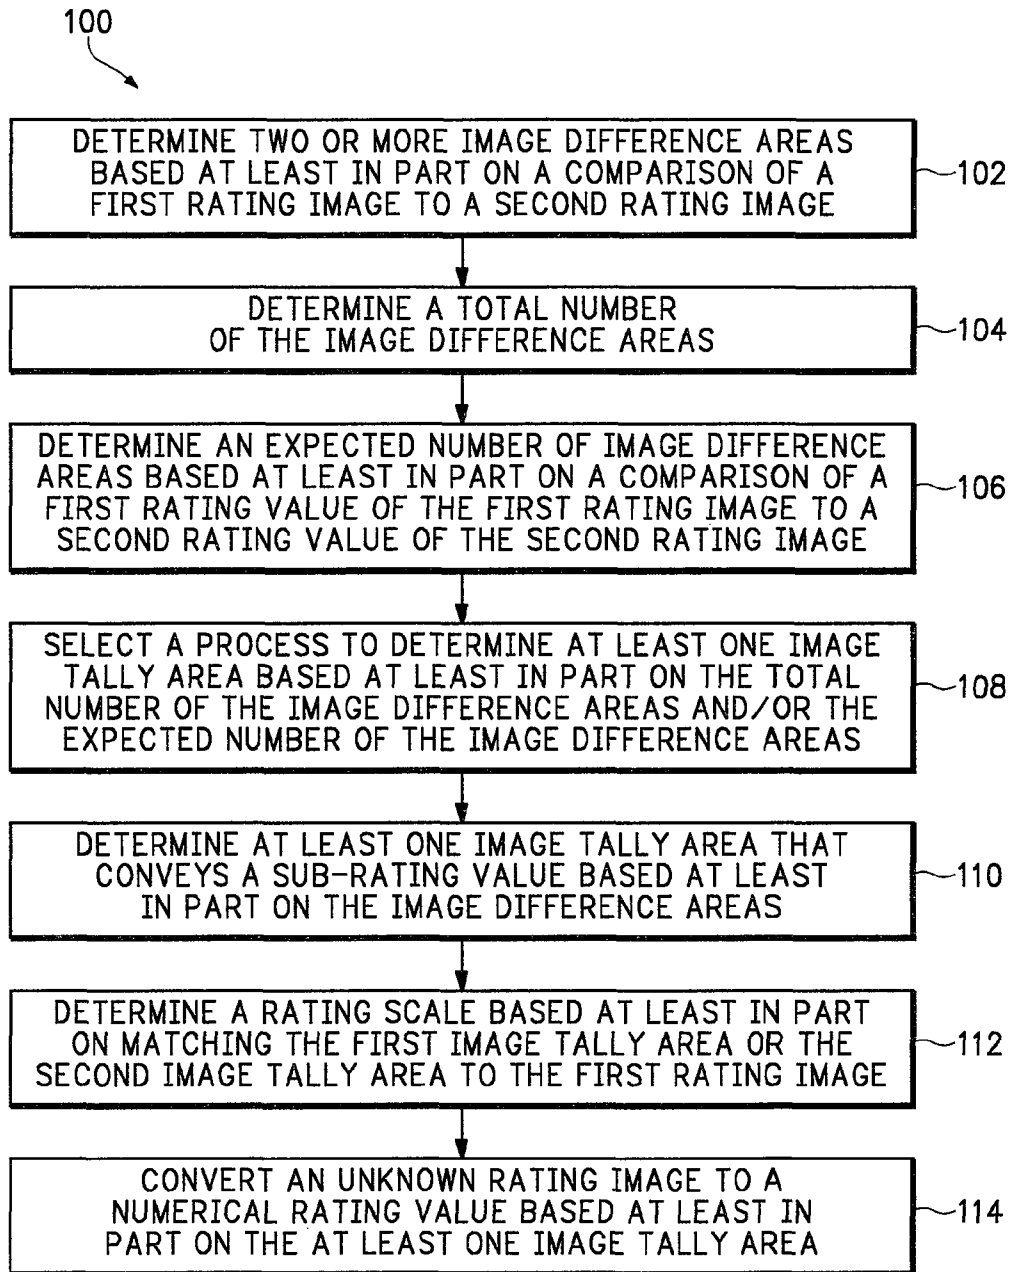 100
DETERMINE TWO OR MORE IMAGE DIFFERENCE AREAS
BASED AT LEAST IN PART ON A COMPARISON OF A
FIRST RATING IMAGE TO A SECOND RATING IMAGE
102
DETERMINE A TOTAL NUMBER
OF THE IMAGE DIFFERENCE AREAS
104
DETERMINE AN EXPECTED NUMBER OF IMAGE DIFFERENCE
AREAS BASED AT LEAST IN PART ON A COMPARISON OF A
FIRST RATING VALUE OF THE FIRST RATING IMAGE TO A
SECOND RATING VALUE OF THE SECOND RATING IMAGE
106
SELECT A PROCESS TO DETERMINE AT LEAST ONE IMAGE
TALLY AREA BASED AT LEAST IN PART ON THE TOTAL
NUMBER OF THE IMAGE DIFFERENCE AREAS AND/OR THE
EXPECTED NUMBER OF THE IMAGE DIFFERENCE AREAS
108
DETERMINE AT LEAST ONE IMAGE TALLY AREA THAT
CONVEYS A SUB-RATING VALUE BASED AT LEAST
IN PART ON THE IMAGE DIFFERENCE AREAS
110
DETERMINE A RATING SCALE BASED AT LEAST IN PART
ON MATCHING THE FIRST IMAGE TALLY AREA OR THE
SECOND IMAGE TALLY AREA TO THE FIRST RATING IMAGE
112
CONVERT AN UNKNOWN RATING IMAGE TO A
NUMERICAL RATING VALUE BASED AT LEAST IN
PART ON THE AT LEAST ONE IMAGE TALLY AREA
114